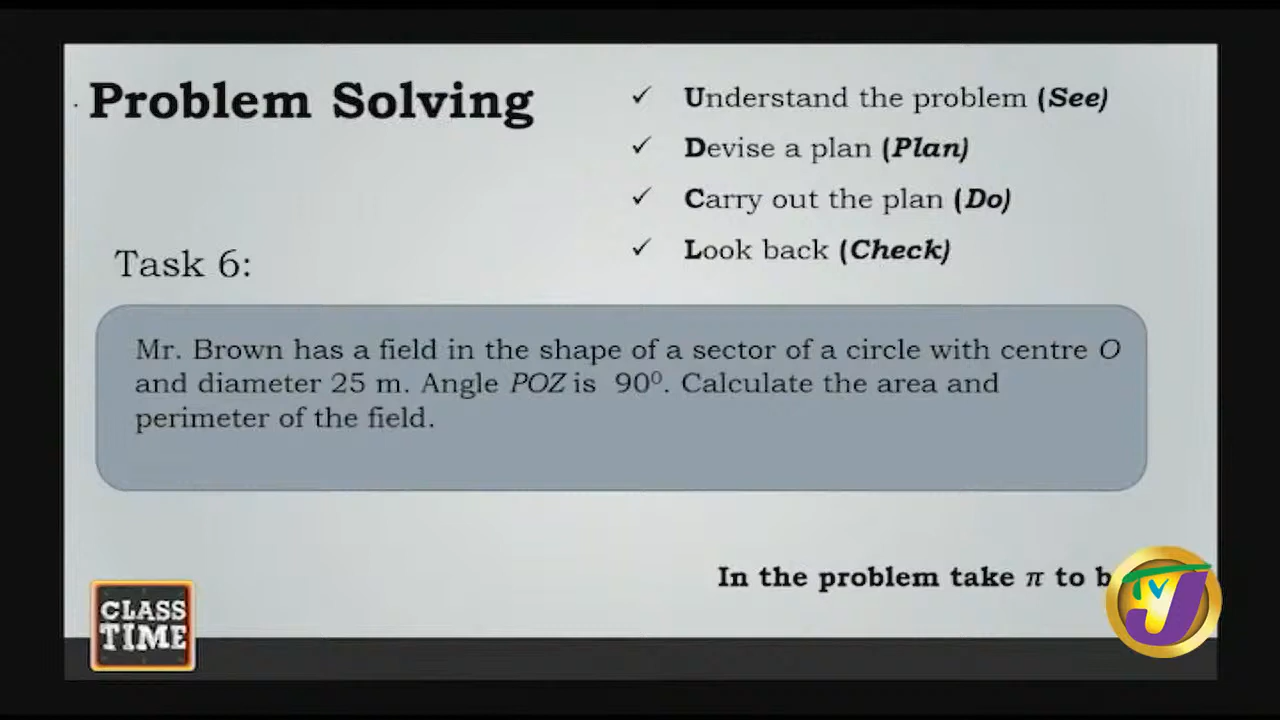 Problem Solving
✓ Understand the problem (See)
✓ Devise a plan (Plan)
✓ Carry out the plan (Do)
✓ Look back (Check)
Task 6:
Mr. Brown has a field in the shape of a sector of a circle with centre O
and diameter 25 m. Angle POZ is 90⁰. Calculate the area and
perimeter of the field.
In the problem take π to
CLASS
TIME
TVJ